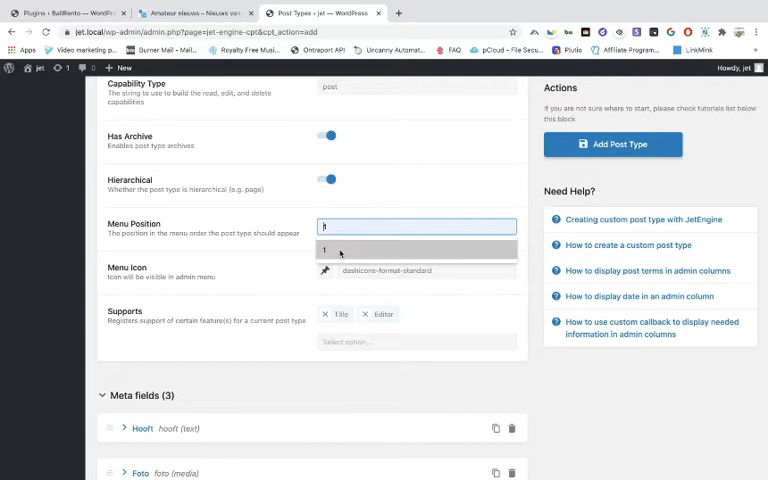 Plugins ‹ BaliRento — WordPress
Amateur nieuws – Nieuws van
Post Types ‹ jet — WordPress
jet.local/wp-admin/admin.php?page=jet-engine-cpt&cpt_action=add
Apps
Video marketing p...
Burner Mail - Mail...
Royalty Free Musi...
Ontraport API
Uncanny Automat...
FAQ
pCloud - File Secu...
Plutio
Affiliate Program...
LinkMink
jet
1
0
New
Howdy, jet
Capability Type
The string to use to build the read, edit, and delete
capabilities
post
Has Archive
Enables post type archives
Hierarchical
Whether the post type is hierarchical (e.g. page)
Menu Position
The position in the menu order the post type should appear
1
1
Menu Icon
Icon will be visible in admin menu
dashicons-format-standard
Supports
Registers support of certain feature(s) for a current post type
Title
Editor
Select option...
Meta fields (3)
Hooft hooft (text)
Foto foto (media)
Actions
If you are not sure where to start, please check tutorials list below
this block
Add Post Type
Need Help?
Creating custom post type with JetEngine
How to create a custom post type
How to display post terms in admin columns
How to display date in an admin column
How to use custom callback to display needed
information in admin columns